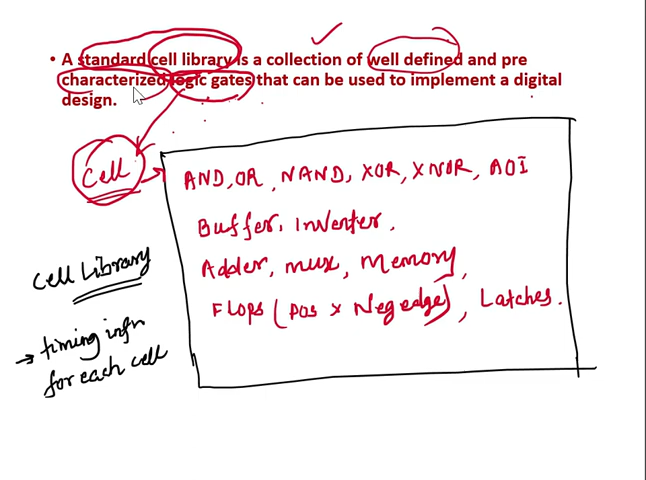 • A standard cell library is a collection of well defined and pre
characterized logic gates that can be used to implement a digital
design.
Cell
AND, OR, NAND, XOR, XNOR, AOI
Buffer, Inverter,
Adder, mux, Memory,
Flops (pos x Neg edge), Latches.
Cell Library
→ timing infn
for each cell